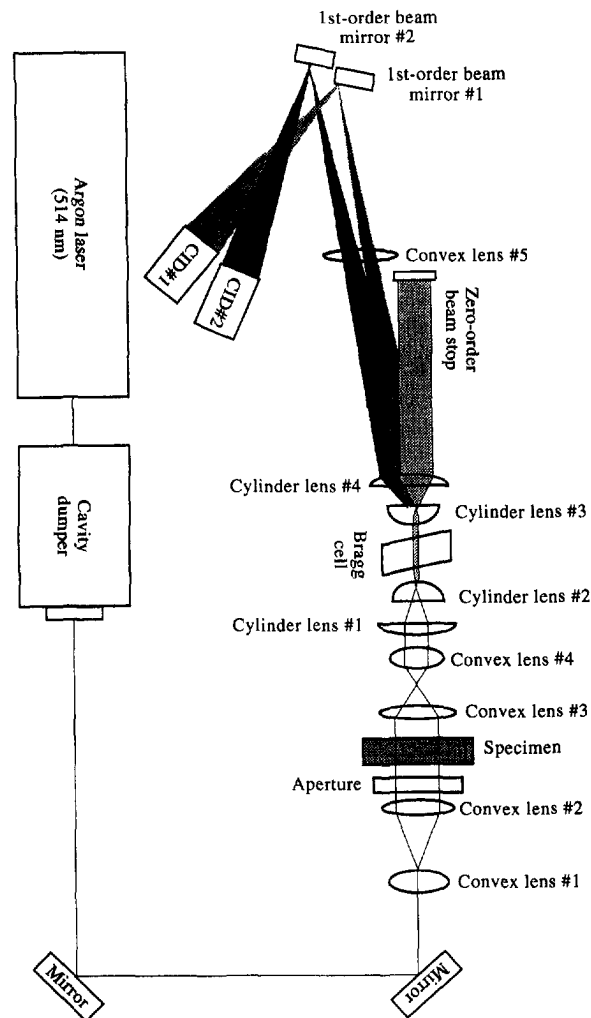 1st-order beam
mirror #2
1st-order beam
mirror #1
Argon laser
(514 nm)
CID#1
CID#2
Convex lens #5
Zero-order
beam stop
Cylinder lens #4
Cylinder lens #3
Cavity
dumper
Bragg
cell
Cylinder lens #2
Cylinder lens #1
Convex lens #4
Convex lens #3
Specimen
Aperture
Convex lens #2
Convex lens #1
Mirror
Mirror